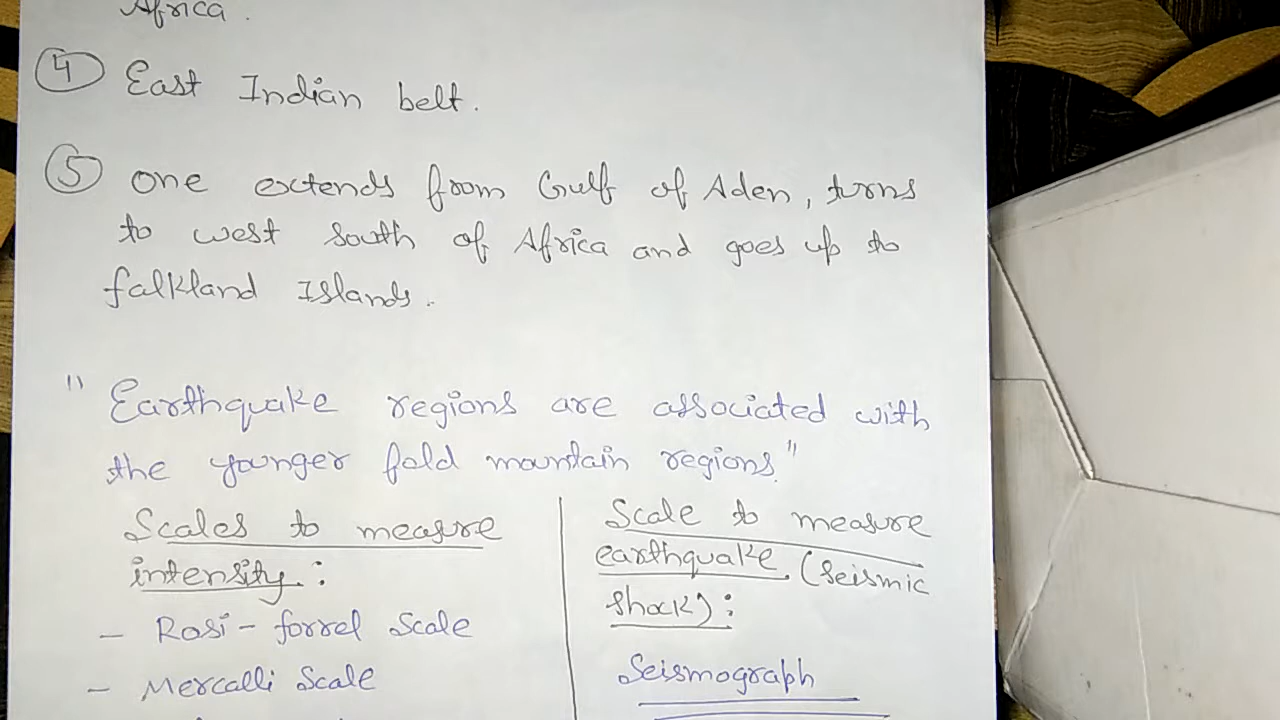 Africa.
④ East Indian belt.
⑤ One extends from Gulf of Aden, turns
to west south of Africa and goes up to
falkland Islands.
" Earthquake regions are associated with
the younger fold mountain regions."
Scales to measure
intensity:
- Rosi - forrel Scale
- Mercalli Scale
Scale to measure
earthquake (Seismic
shock):
Seismograph